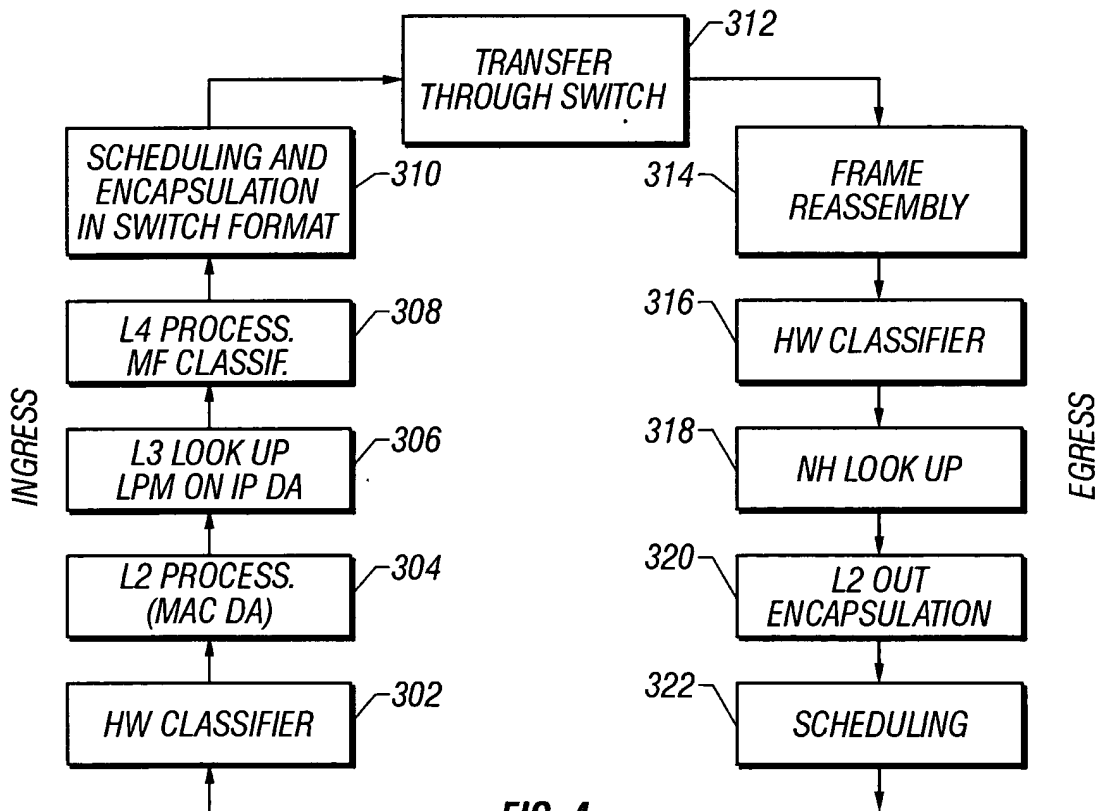 312
TRANSFER
THROUGH SWITCH
SCHEDULING AND
ENCAPSULATION
IN SWITCH FORMAT
310
314
FRAME
REASSEMBLY
L4 PROCESS.
MF CLASSIF.
308
316
HW CLASSIFIER
INGRESS
L3 LOOK UP
LPM ON IP DA
306
318
NH LOOK UP
EGRESS
L2 PROCESS.
(MAC DA)
304
320
L2 OUT
ENCAPSULATION
HW CLASSIFIER
302
322
SCHEDULING
FIG. 4